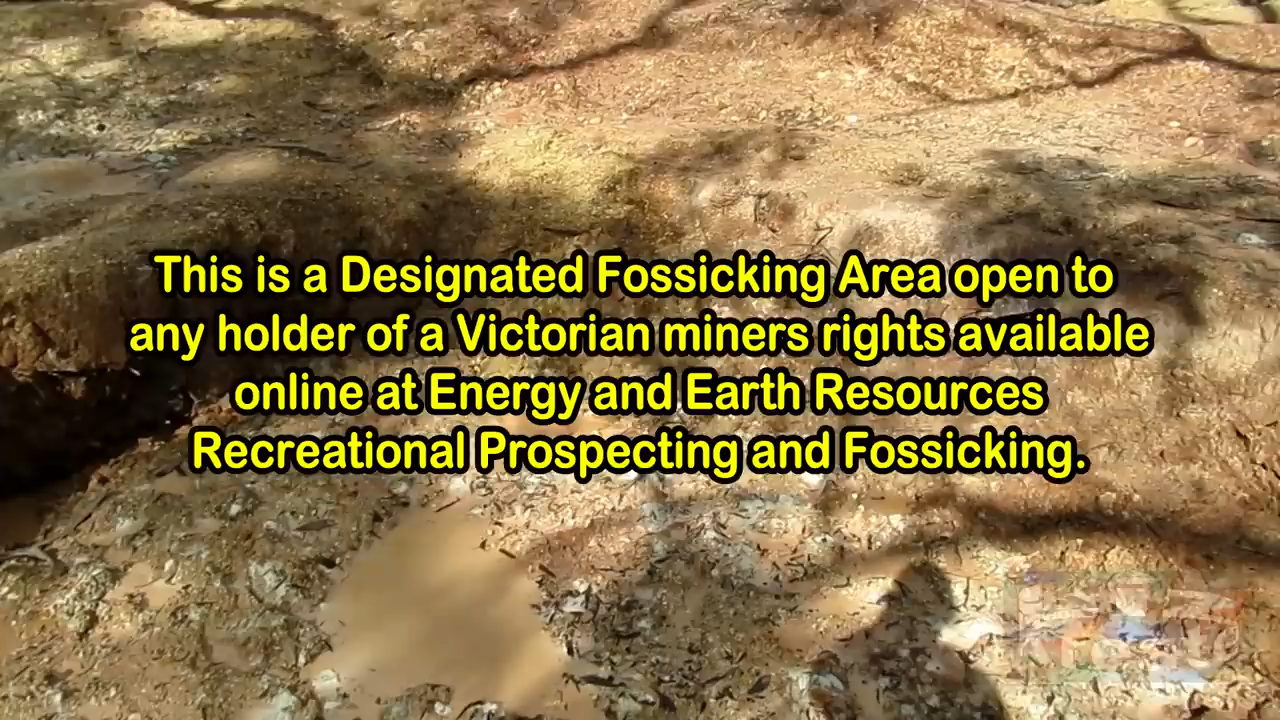 This is a Designated Fossicking Area open to
any holder of a Victorian miners rights available
online at Energy and Earth Resources
Recreational Prospecting and Fossicking.